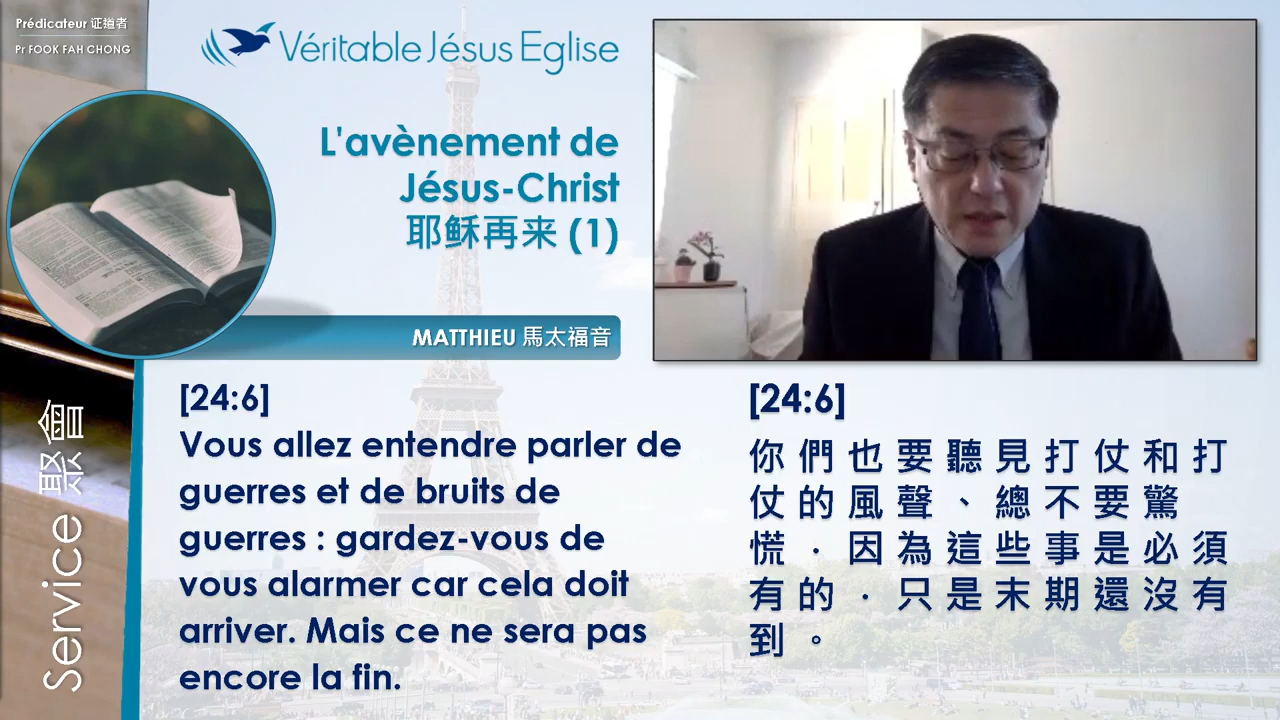 Prédicateur 证道者
Pr FOOK FAH CHONG
Véritable Jésus Eglise
L'avènement de
Jésus-Christ
耶稣再来 (1)
MATTHIEU 馬太福音
Service 聚會
[24:6]
Vous allez entendre parler de
guerres et de bruits de
guerres : gardez-vous de
vous alarmer car cela doit
arriver. Mais ce ne sera pas
encore la fin.
[24:6]
你們也要聽見打仗和打
仗的風聲、總不要驚
慌．因為這些事是必須
有的．只是末期還沒有
到。